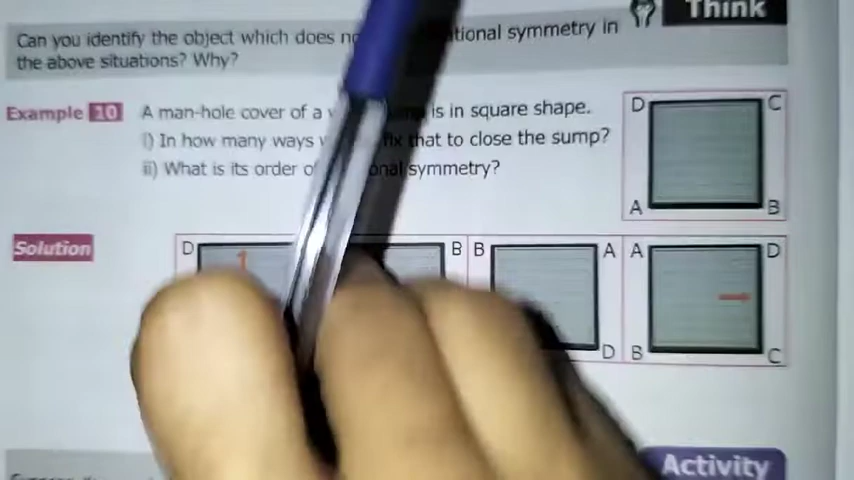 Think
Can you identify the object which does tional symmetry in
the above situations? Why?
Example 10 A man-hole cover of a is in square shape.
i) In how many ways fix that to close the sump?
ii) What is its order symmetry?
D C
A B
Solution
D B B A A D
D B C
Activity